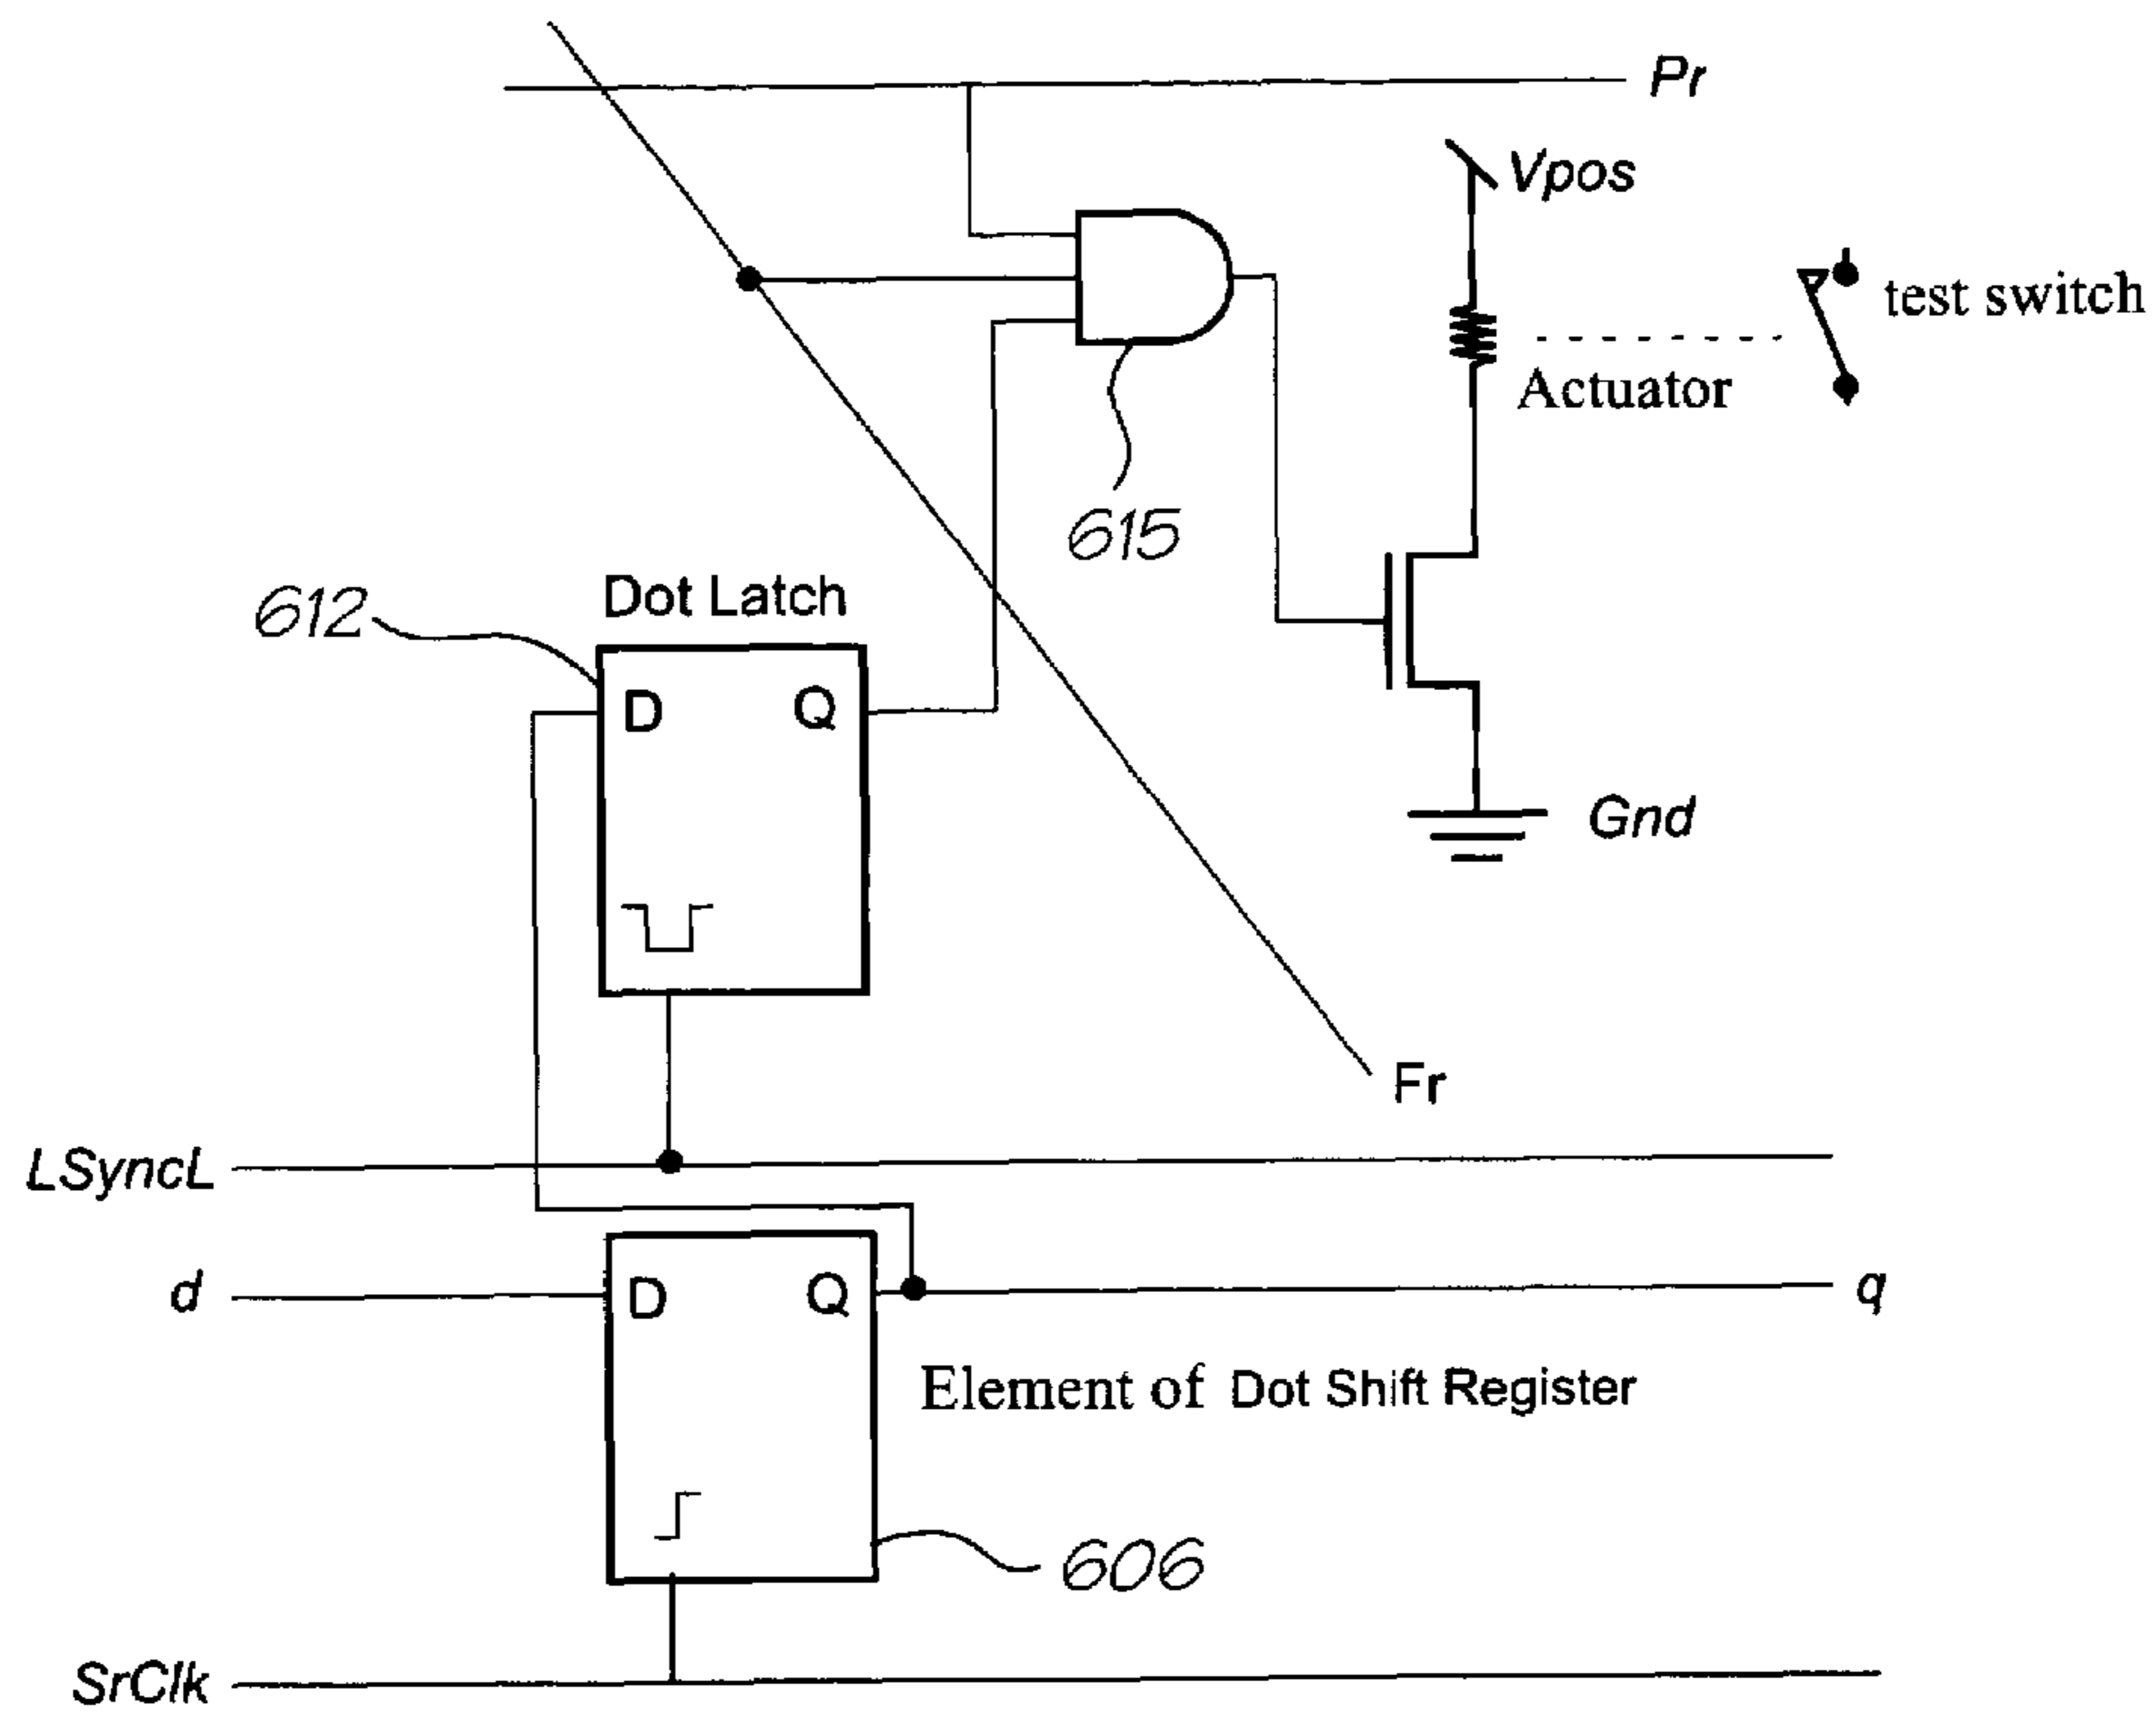 Pr
Vpos
test switch
Actuator
615
Dot Latch
612
D Q
Gnd
Fr
LSyncL
d D Q q
Element of Dot Shift Register
606
SrClk